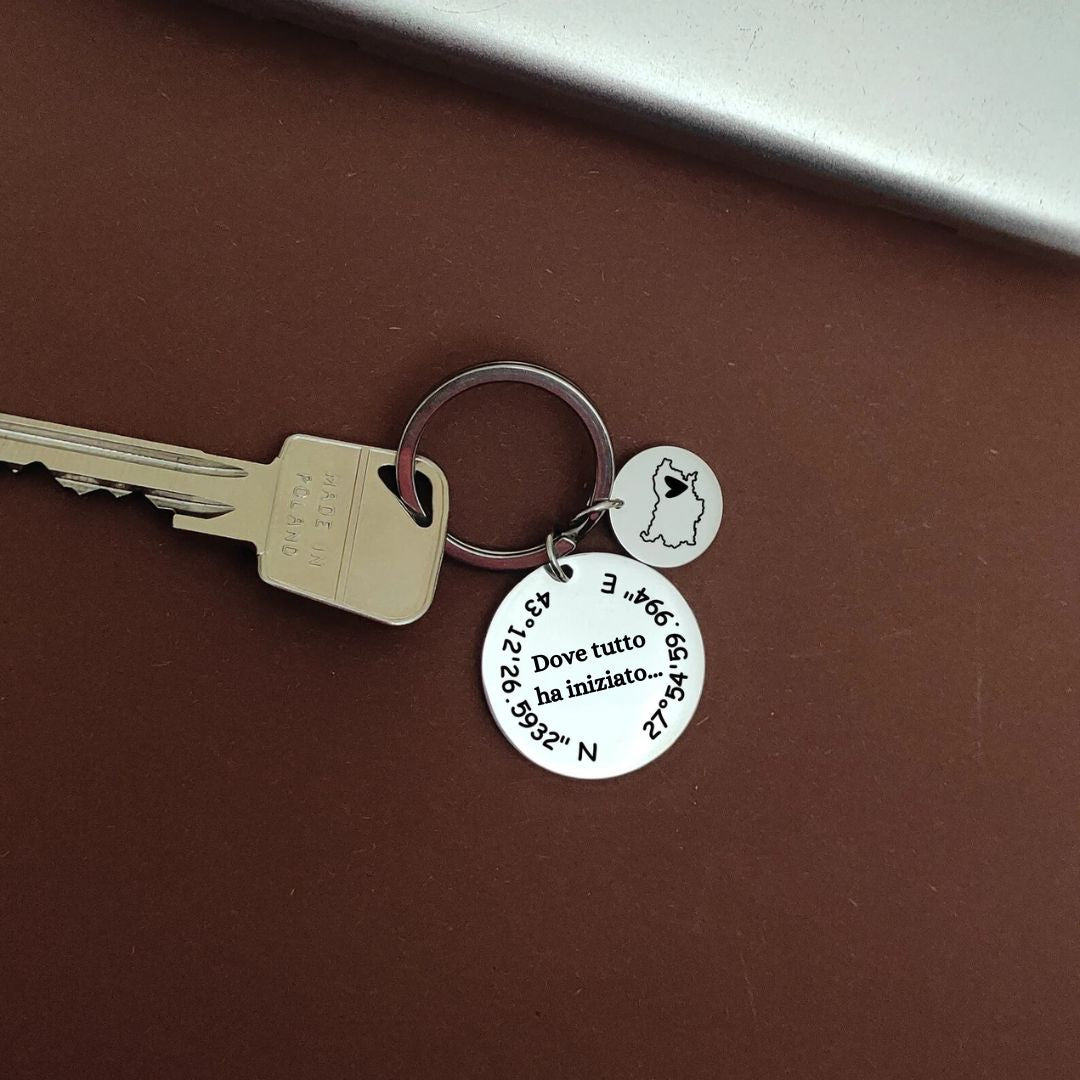 MADE IN
POLAND
Dove tutto
ha iniziato...
43°12'26.5932" N
27°54'59.994" E